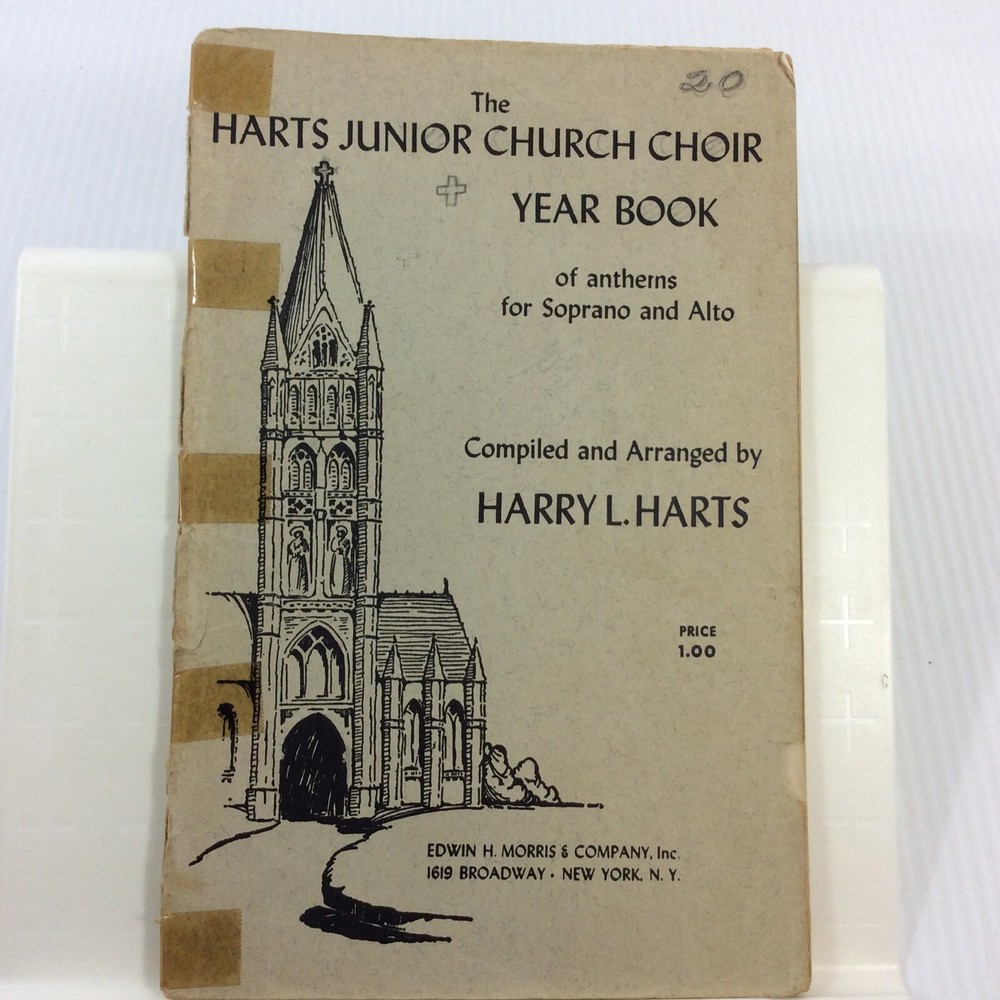 20
The
HARTS JUNIOR CHURCH CHOIR
YEAR BOOK
of anthems
for Soprano and Alto
Compiled and Arranged by
HARRY L. HARTS
PRICE
1.00
EDWIN H. MORRIS & COMPANY, Inc.
1619 BROADWAY • NEW YORK, N. Y.